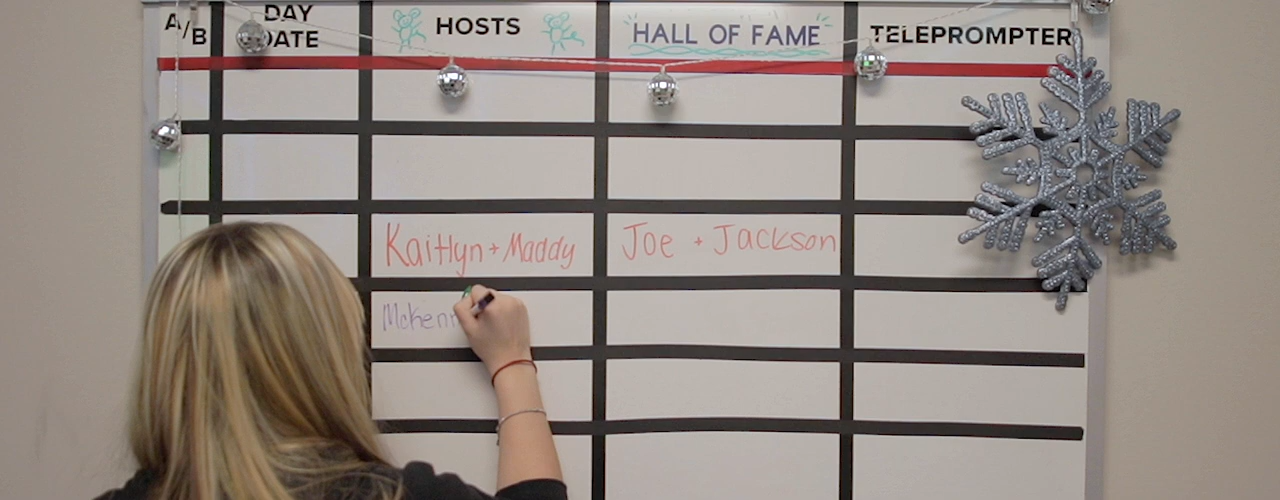 A/B DAY DATE HOSTS HALL OF FAME TELEPROMPTER
Kaitlyn + Maddy Joe + Jackson